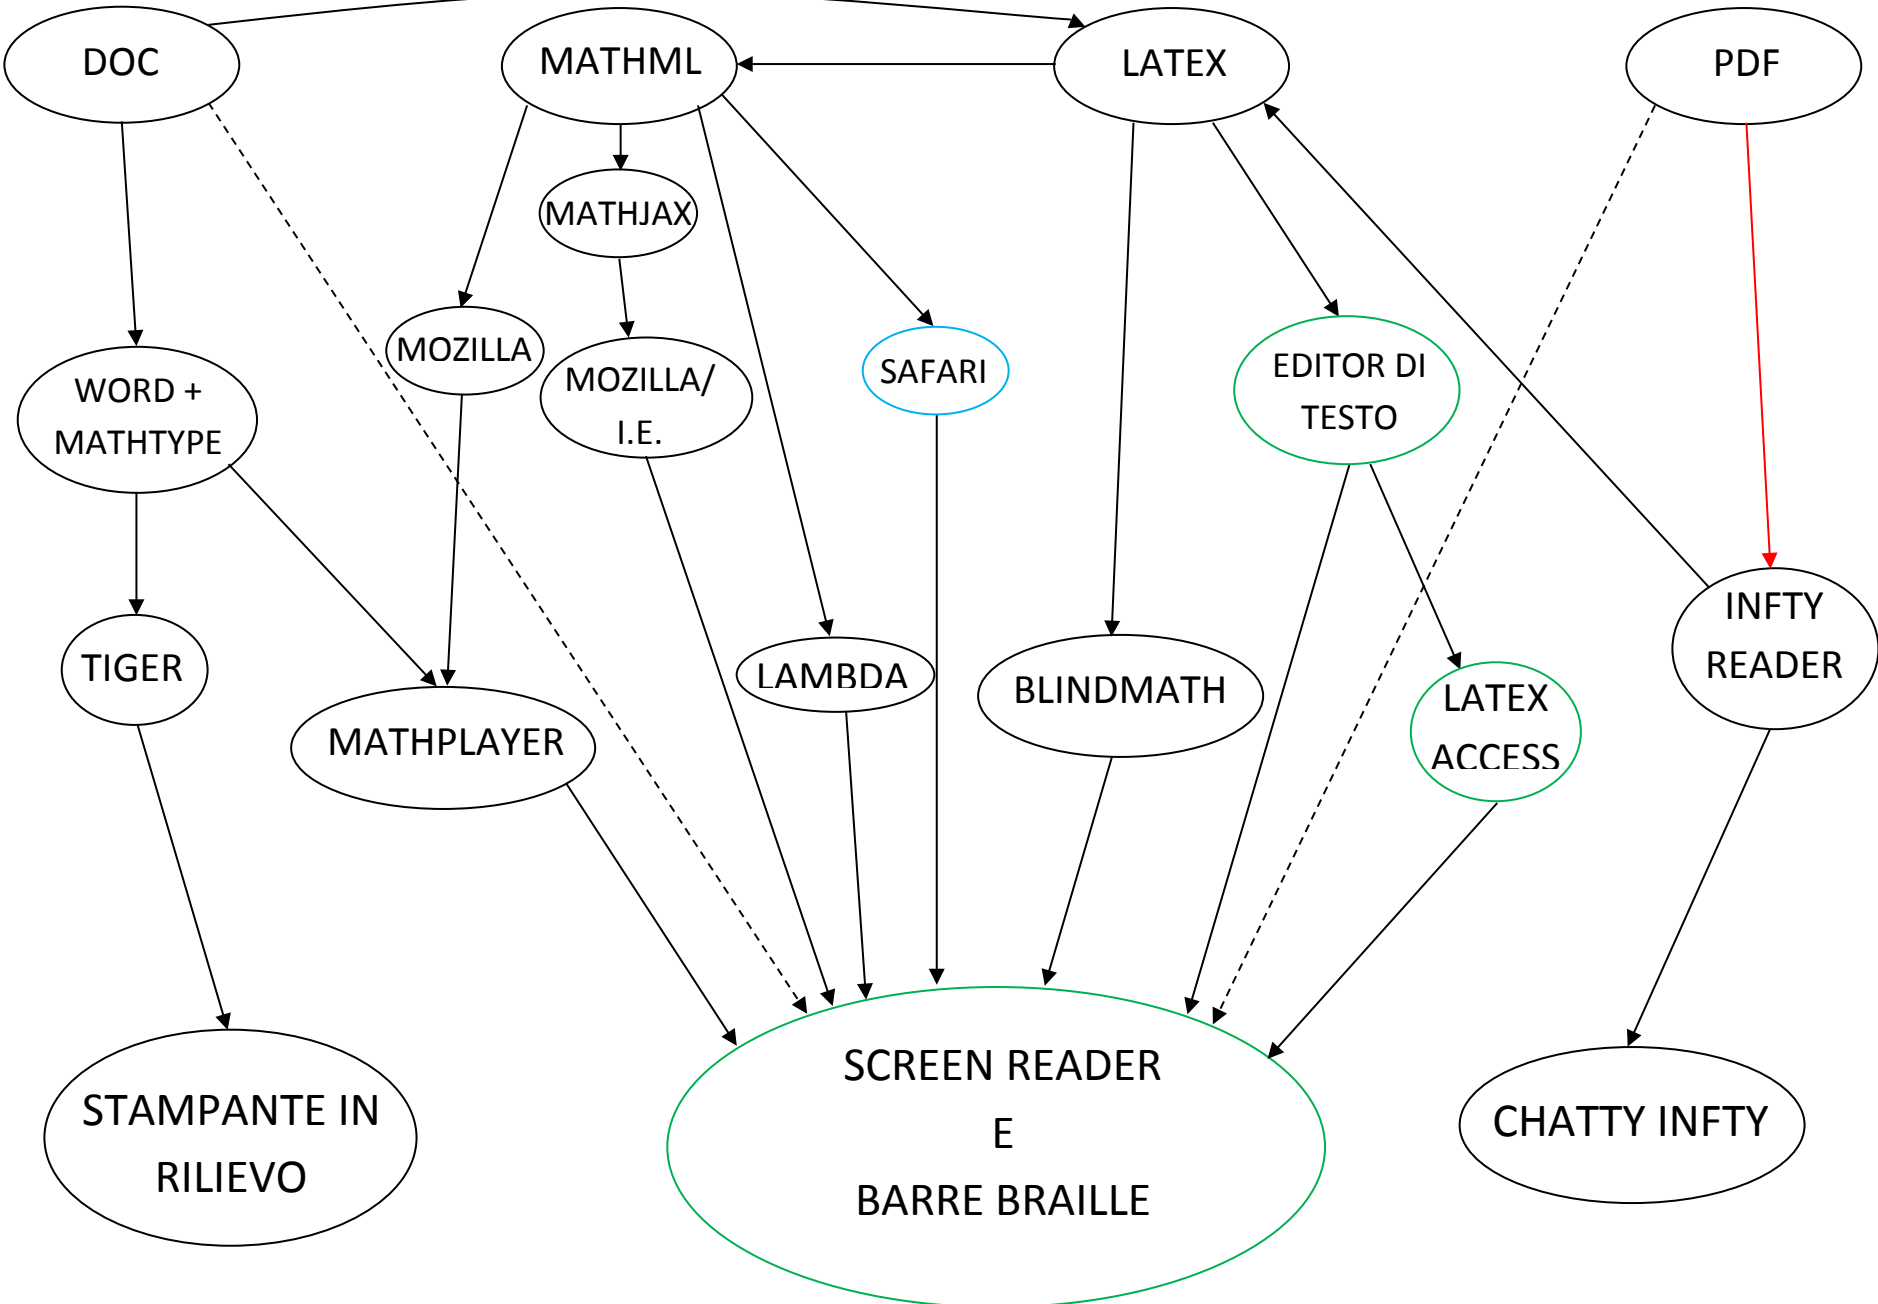 DOC
MATHML
LATEX
PDF
MATHJAX
MOZILLA
MOZILLA/
I.E.
SAFARI
EDITOR DI
TESTO
WORD +
MATHTYPE
INFTY
READER
TIGER
MATHPLAYER
LAMBDA
BLINDMATH
LATEX
ACCESS
STAMPANTE IN
RILIEVO
SCREEN READER
E
BARRE BRAILLE
CHATTY INFTY